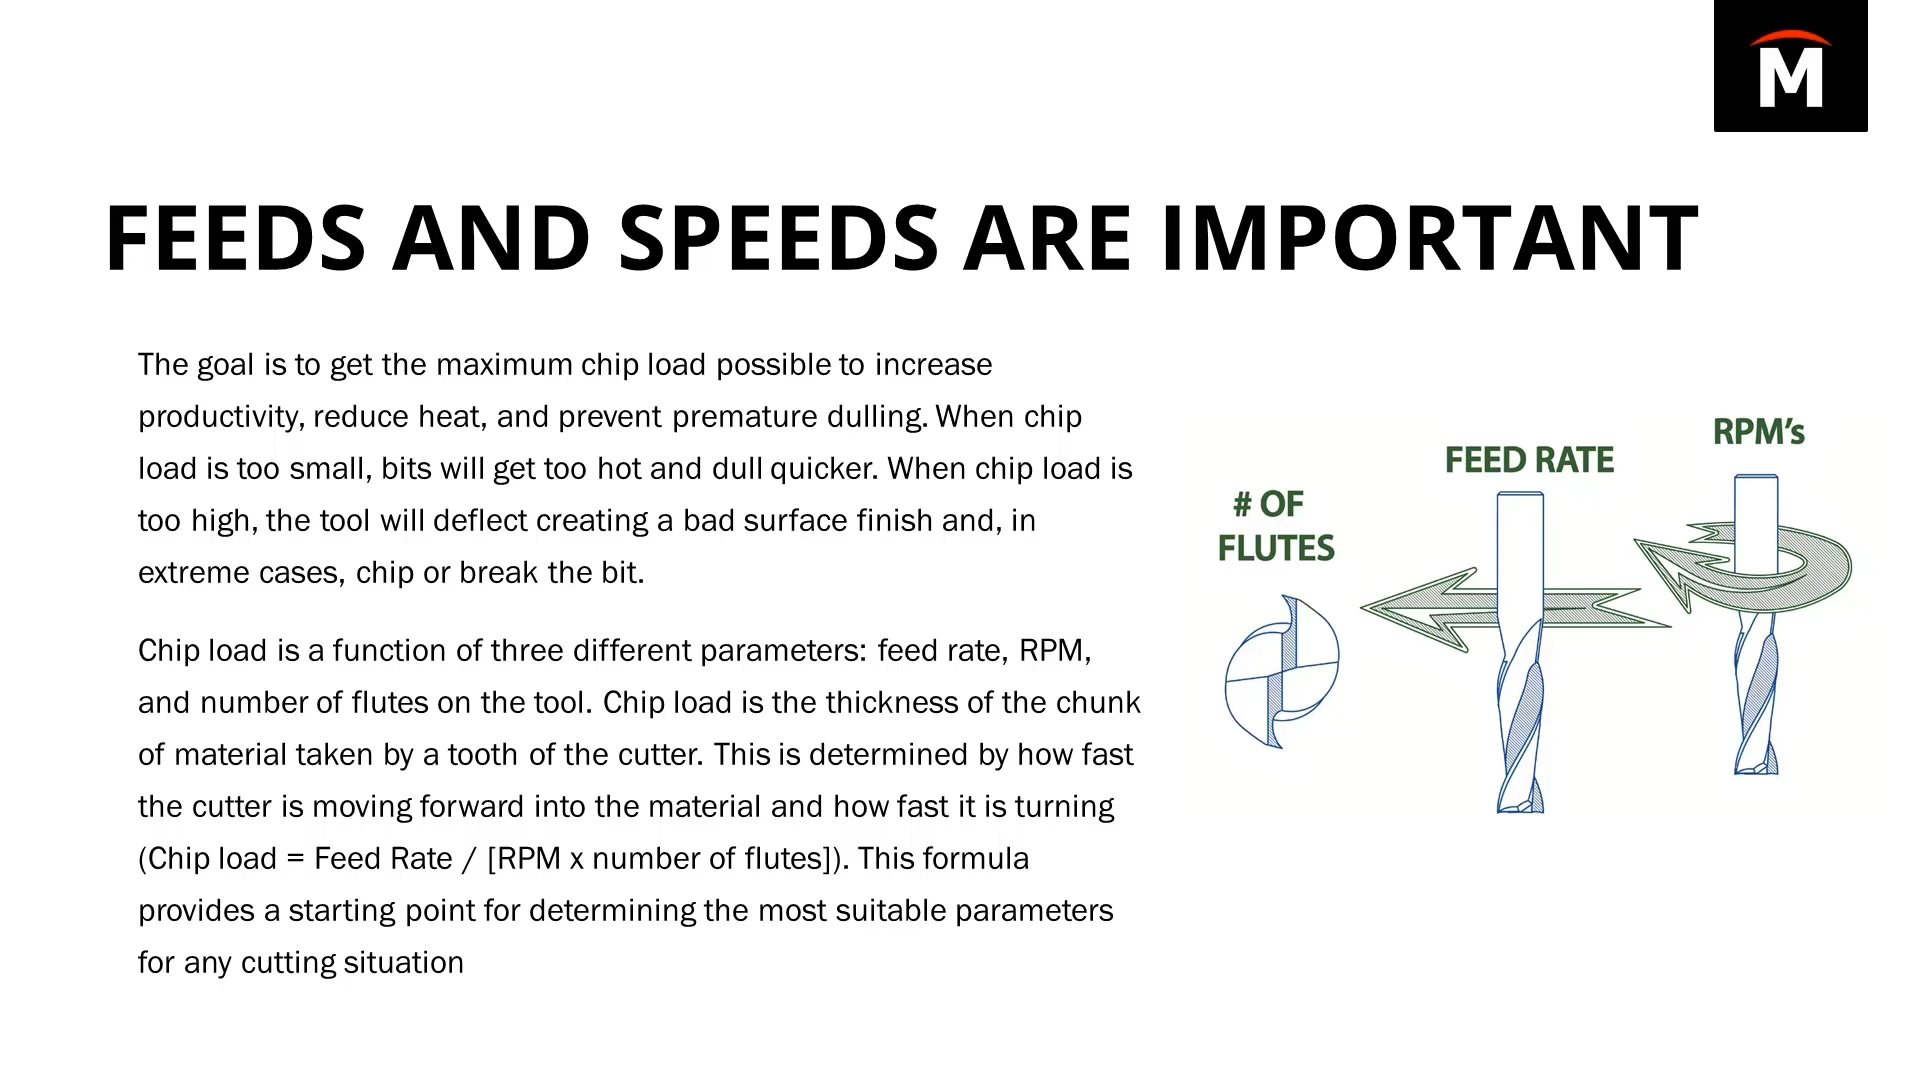 M
FEEDS AND SPEEDS ARE IMPORTANT
The goal is to get the maximum chip load possible to increase
productivity, reduce heat, and prevent premature dulling. When chip
load is too small, bits will get too hot and dull quicker. When chip load is
too high, the tool will deflect creating a bad surface finish and, in
extreme cases, chip or break the bit.
Chip load is a function of three different parameters: feed rate, RPM,
and number of flutes on the tool. Chip load is the thickness of the chunk
of material taken by a tooth of the cutter. This is determined by how fast
the cutter is moving forward into the material and how fast it is turning
(Chip load = Feed Rate / [RPM x number of flutes]). This formula
provides a starting point for determining the most suitable parameters
for any cutting situation
# OF
FLUTES
FEED RATE
RPM’s